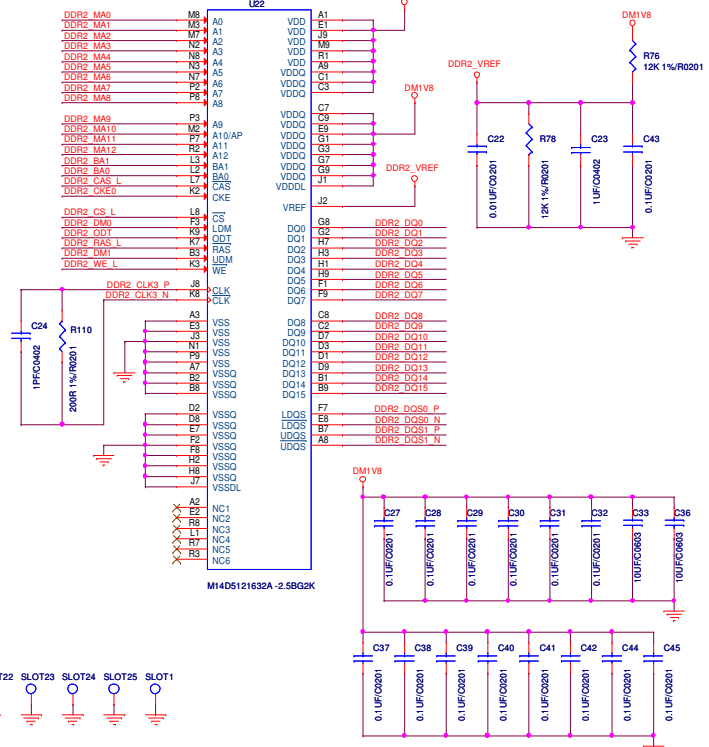 U22
DDR2_MA0 M8 A0
DDR2_MA1 M3 A1
DDR2_MA2 M7 A2
DDR2_MA3 N2 A3
DDR2_MA4 N8 A4
DDR2_MA5 N3 A5
DDR2_MA6 N7 A6
DDR2_MA7 P2 A7
DDR2_MA8 P8 A8
DDR2_MA9 P3 A9
DDR2_MA10 M2 A10/AP
DDR2_MA11 P7 A11
DDR2_MA12 R2 A12
DDR2_BA1 L3 BA1
DDR2_BA0 L2 BA0
DDR2_CAS_L L7 CAS
DDR2_CKE0 K2 CKE
DDR2_CS_L L8 CS
DDR2_DM0 F3 LDM
DDR2_ODT K9 ODT
DDR2_RAS_L K7 RAS
DDR2_DM1 B3 UDM
DDR2_WE_L K3 WE
DDR2_CLK3_P J8 CLK
DDR2_CLK3_N K8 CLK
C24
1PF/C0402
R110
200R 1%/R0201
A3 VSS
E3 VSS
J3 VSS
N1 VSS
P9 VSS
A7 VSSQ
B2 VSSQ
B8 VSSQ
D2 VSSQ
D8 VSSQ
E7 VSSQ
F2 VSSQ
F8 VSSQ
H2 VSSQ
H8 VSSQ
J7 VSSDL
A2 NC1
E2 NC2
R8 NC3
L1 NC4
R7 NC5
R3 NC6
VDD A1
VDD E1
VDD J9
VDD M9
VDD R1
VDDQ A9
VDDQ C1
VDDQ C3
VDDQ C7
VDDQ C9
VDDQ E9
VDDQ G1
VDDQ G3
VDDQ G7
VDDQ G9
VDDDL J1
DM1V8
DDR2_VREF
VREF J2
DQ0 G8 DDR2_DQ0
DQ1 G2 DDR2_DQ1
DQ2 H7 DDR2_DQ2
DQ3 H3 DDR2_DQ3
DQ4 H1 DDR2_DQ4
DQ5 H9 DDR2_DQ5
DQ6 F1 DDR2_DQ6
DQ7 F9 DDR2_DQ7
DQ8 C8 DDR2_DQ8
DQ9 C2 DDR2_DQ9
DQ10 D7 DDR2_DQ10
DQ11 D3 DDR2_DQ11
DQ12 D1 DDR2_DQ12
DQ13 D9 DDR2_DQ13
DQ14 B1 DDR2_DQ14
DQ15 B9 DDR2_DQ15
LDQS F7 DDR2_DQS0_P
LDQS E8 DDR2_DQS0_N
UDQS B7 DDR2_DQS1_P
UDQS A8 DDR2_DQS1_N
M14D5121632A -2.5BG2K
DM1V8
R76
12K 1%/R0201
DDR2_VREF
C22
0.01UF/C0201
R78
12K 1%/R0201
C23
1UF/C0402
C43
0.1UF/C0201
DM1V8
C27
0.1UF/C0201
C28
0.1UF/C0201
C29
0.1UF/C0201
C30
0.1UF/C0201
C31
0.1UF/C0201
C32
0.1UF/C0201
C33
10UF/C0603
C36
10UF/C0603
C37
0.1UF/C0201
C38
0.1UF/C0201
C39
0.1UF/C0201
C40
0.1UF/C0201
C41
0.1UF/C0201
C42
0.1UF/C0201
C44
0.1UF/C0201
C45
0.1UF/C0201
SLOT23 SLOT24 SLOT25 SLOT1